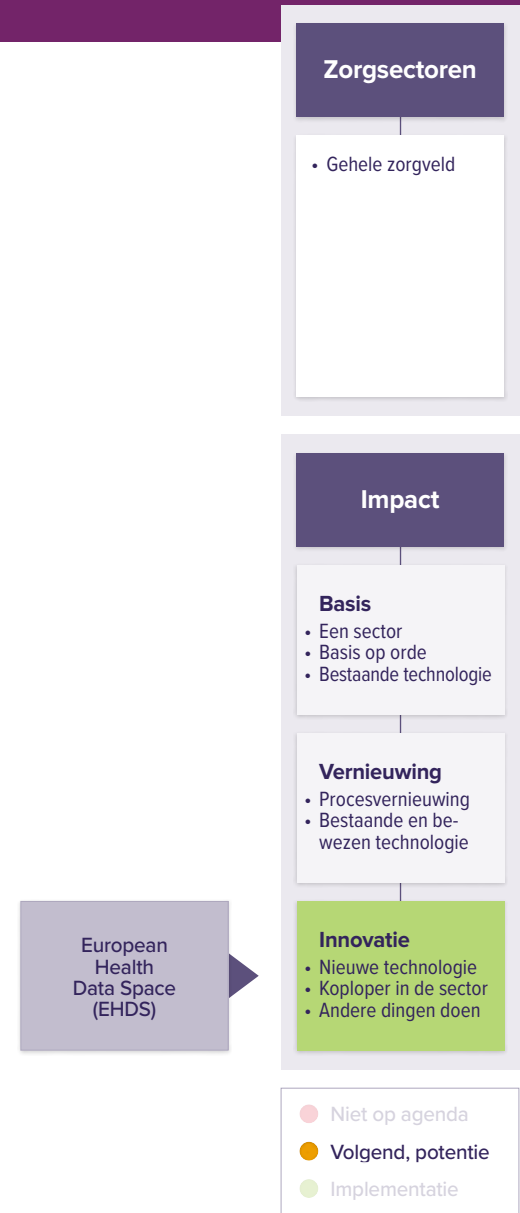 Zorgsectoren
• Gehele zorgveld
Impact
Basis
• Een sector
• Basis op orde
• Bestaande technologie
Vernieuwing
• Procesvernieuwing
• Bestaande en be-
wezen technologie
European
Health
Data Space
(EHDS)
Innovatie
• Nieuwe technologie
• Koploper in de sector
• Andere dingen doen
Niet op agenda
Volgend, potentie
Implementatie